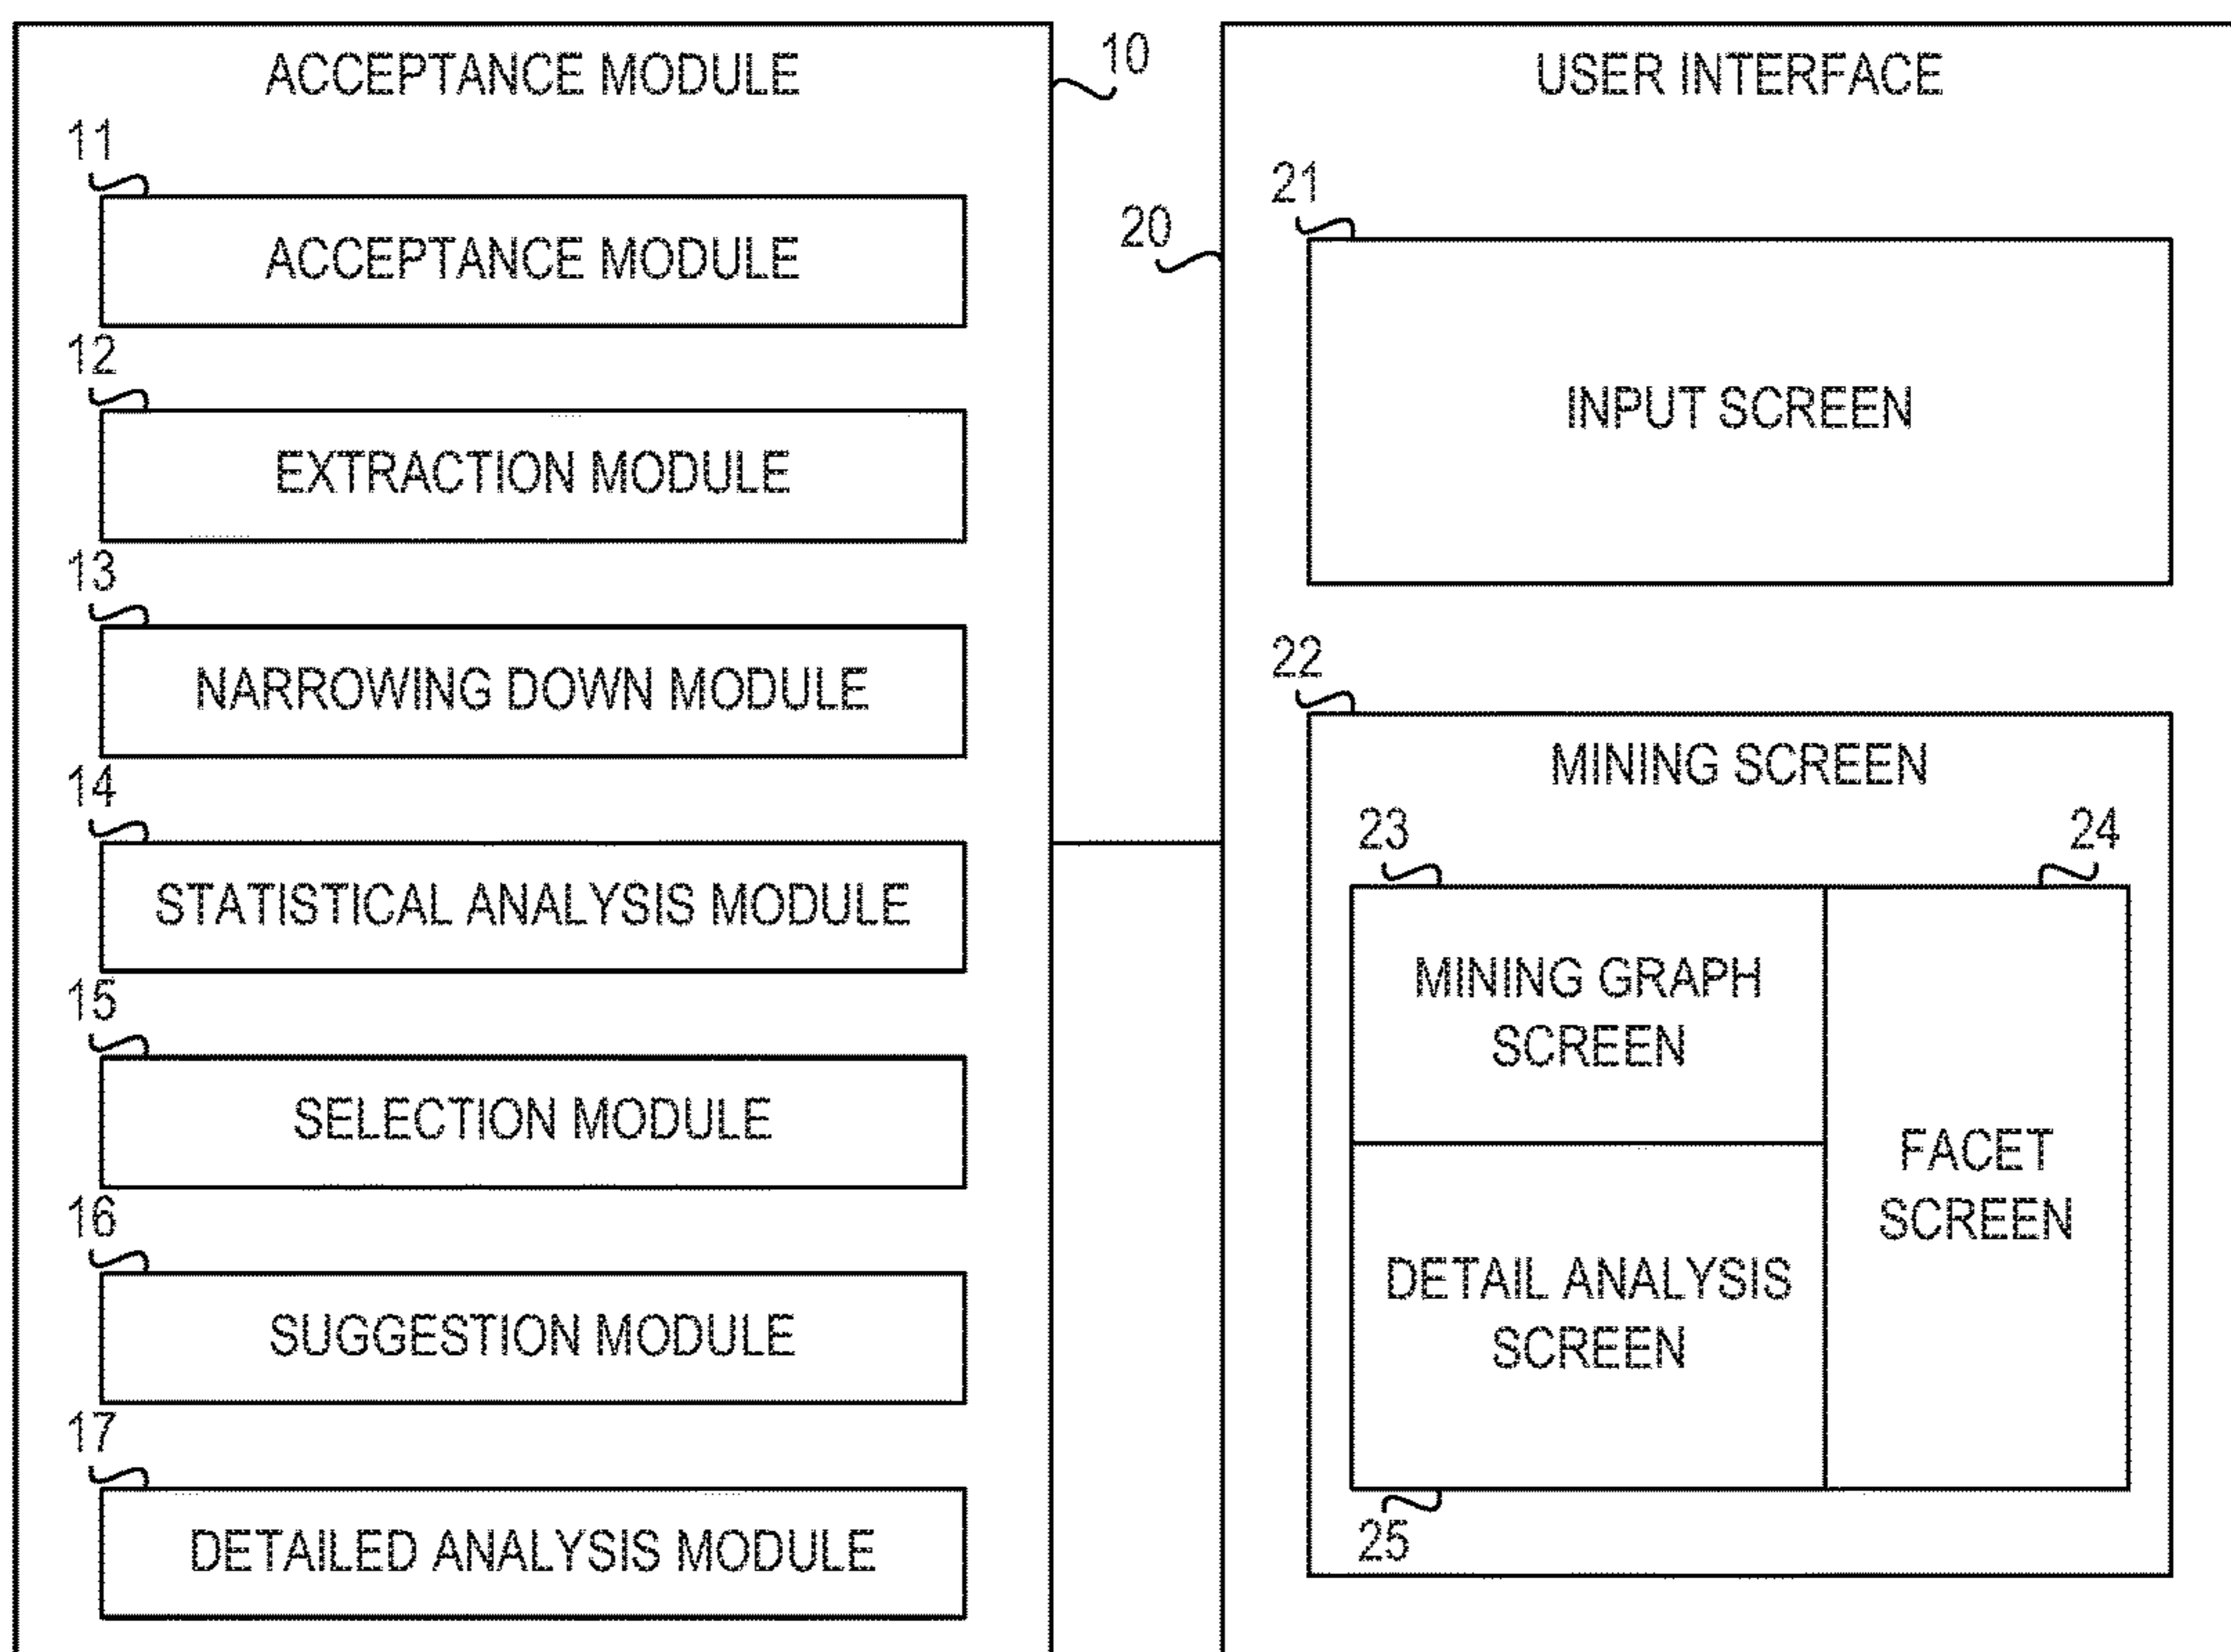 ACCEPTANCE MODULE
10
11
ACCEPTANCE MODULE
12
EXTRACTION MODULE
13
NARROWING DOWN MODULE
14
STATISTICAL ANALYSIS MODULE
15
SELECTION MODULE
16
SUGGESTION MODULE
17
DETAILED ANALYSIS MODULE
20
USER INTERFACE
21
INPUT SCREEN
22
MINING SCREEN
23
MINING GRAPH
SCREEN
24
FACET
SCREEN
DETAIL ANALYSIS
SCREEN
25